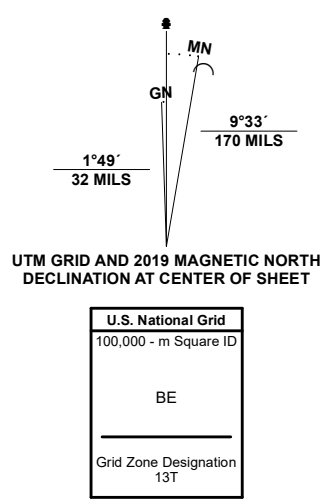 MN
GN
9°33´
170 MILS
1°49´
32 MILS
UTM GRID AND 2019 MAGNETIC NORTH
DECLINATION AT CENTER OF SHEET
U.S. National Grid
100,000 - m Square ID
BE
Grid Zone Designation
13T